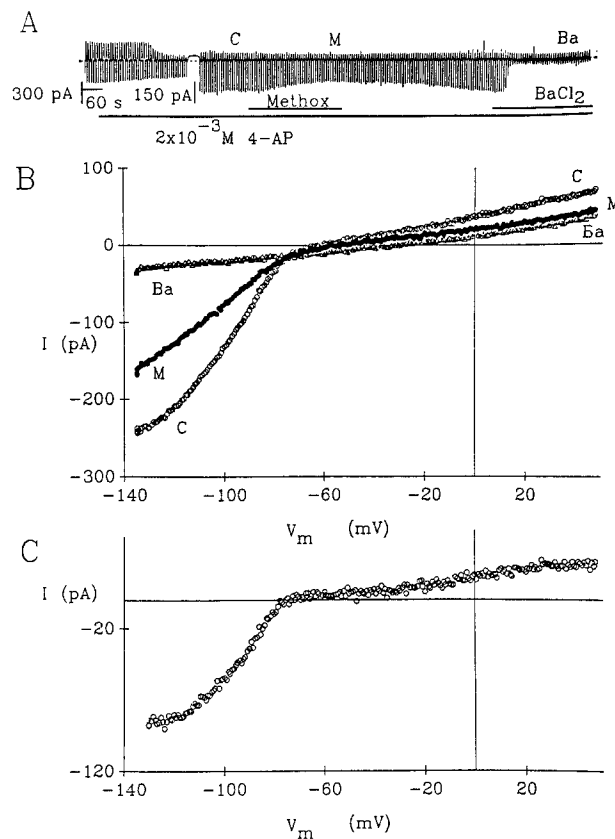 A
C M Ba
300 pA 60 s 150 pA
Methox BaCl2
2x10^-3 M 4-AP
B
100
0
-100
I (pA)
-200
-300
C
M
Ba
Ba
M
C
-140 -100 -60 -20 20
Vm (mV)
C
I (pA)
-20
-120
-140 -100 -60 -20 20
Vm (mV)